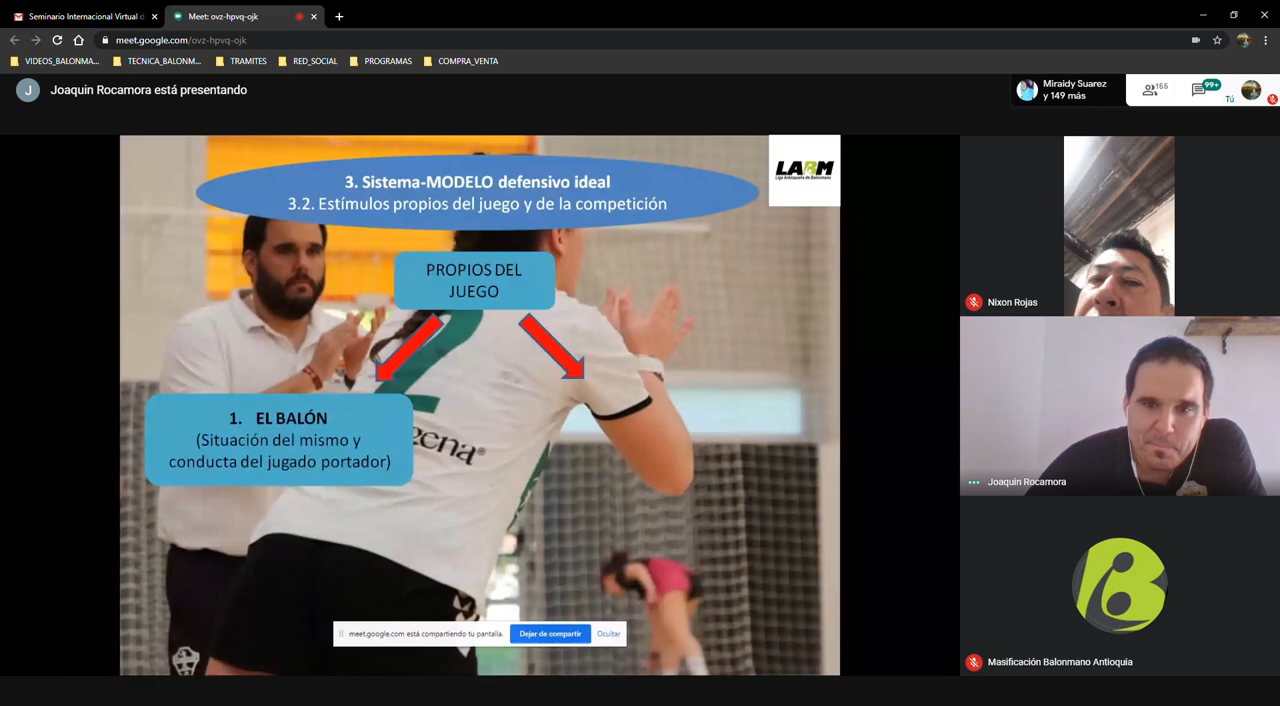 Seminario Internacional Virtual d
Meet: ovz-hpvq-ojk
meet.google.com/ovz-hpvq-ojk
VIDEOS_BALONMA...
TECNICA_BALONM...
TRAMITES
RED_SOCIAL
PROGRAMAS
COMPRA_VENTA
J
Joaquin Rocamora está presentando
Miraidy Suarez
y 149 más
155
99+
Tú
3. Sistema-MODELO defensivo ideal
3.2. Estímulos propios del juego y de la competición
LABM
Liga Antioqueña de Balonmano
PROPIOS DEL
JUEGO
2
1. EL BALÓN
(Situación del mismo y
conducta del jugado portador)
meet.google.com está compartiendo tu pantalla.
Dejar de compartir
Ocultar
Nixon Rojas
Joaquin Rocamora
Masificación Balonmano Antioquia